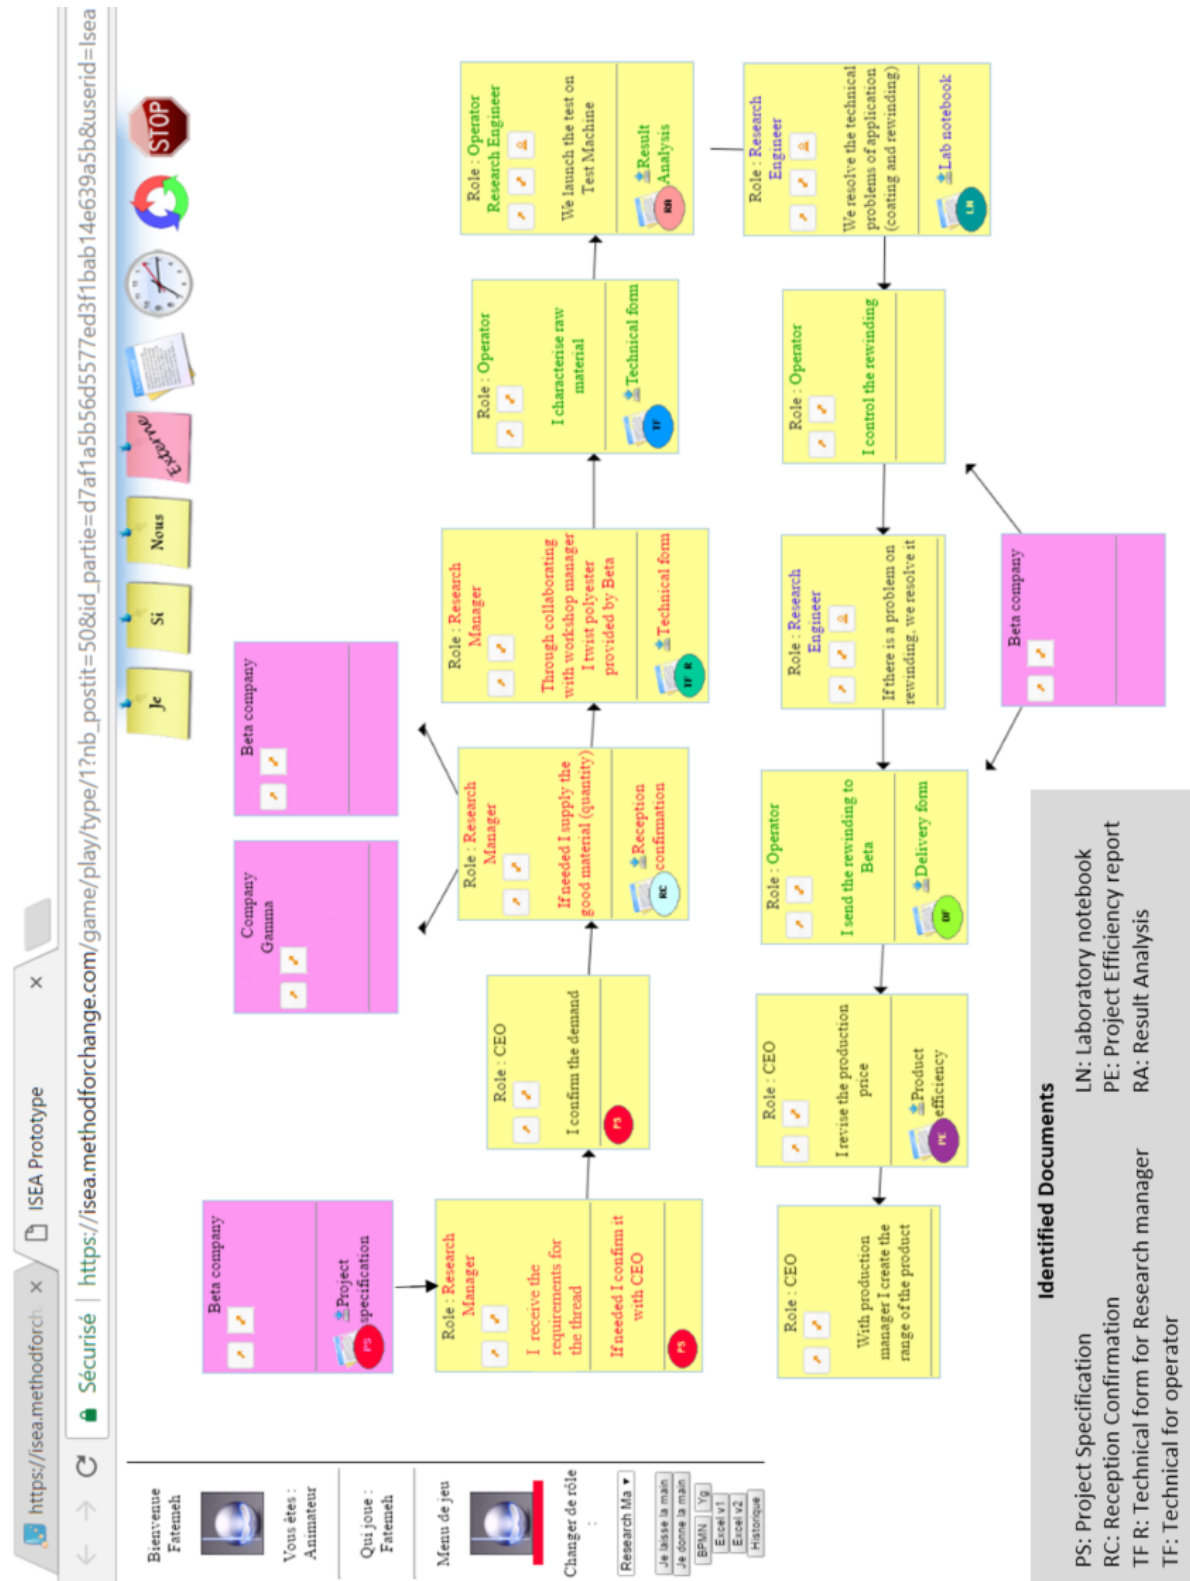 https://isea.methodforch ×
ISEA Prototype ×
Sécurisé | https://isea.methodforchange.com/game/play/type/1?nb_postit=50&id_partie=d7af1a5b56d5577ed3f1bab14e639a5b&userid=Isea
Bienvenue
Fatemeh
Vous êtes :
Animateur
Qui joue :
Fatemeh
Menu de jeu
Changer de rôle
:
Research Ma
Je laisse la main
Je donne la main
BPMN Yg
Excel v1
Excel v2
Historique
Je
Si
Nous
Externe
STOP
Beta company
Project
specification
PS
Company
Gamma
Beta company
Role : Research
Manager
I receive the
requirements for
the thread
If needed I confirm it
with CEO
PS
Role : CEO
I confirm the demand
PS
Role : Research
Manager
If needed I supply the
good material (quantity)
Reception
confirmation
RC
Role : Research
Manager
Through collaborating
with workshop manager
I twist polyester
provided by Beta
Technical form
TF R
Role : Operator
I characterise raw
material
Technical form
TF
Role : Operator
Research Engineer
We launch the test on
Test Machine
Result
Analysis
RA
Role : CEO
With production
manager I create the
range of the product
Role : CEO
I revise the production
price
Product
efficiency
PE
Role : Operator
I send the rewinding to
Beta
Delivery form
DF
Role : Research
Engineer
If there is a problem on
rewinding, we resolve it
Role : Operator
I control the rewinding
Role : Research
Engineer
We resolve the technical
problems of application
(coating and rewinding)
Lab notebook
LN
Beta company
Identified Documents
PS: Project Specification
RC: Reception Confirmation
TF R: Technical form for Research manager
TF: Technical for operator
LN: Laboratory notebook
PE: Project Efficiency report
RA: Result Analysis